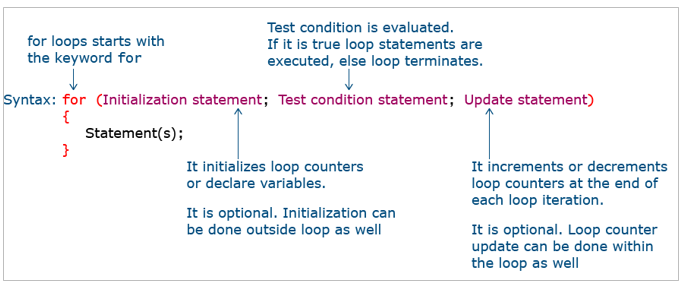 for loops starts with
the keyword for
Test condition is evaluated.
If it is true loop statements are
executed, else loop terminates.
Syntax: for (Initialization statement; Test condition statement; Update statement)
{
Statement(s);
}
It initializes loop counters
or declare variables.
It is optional. Initialization can
be done outside loop as well
It increments or decrements
loop counters at the end of
each loop iteration.
It is optional. Loop counter
update can be done within
the loop as well